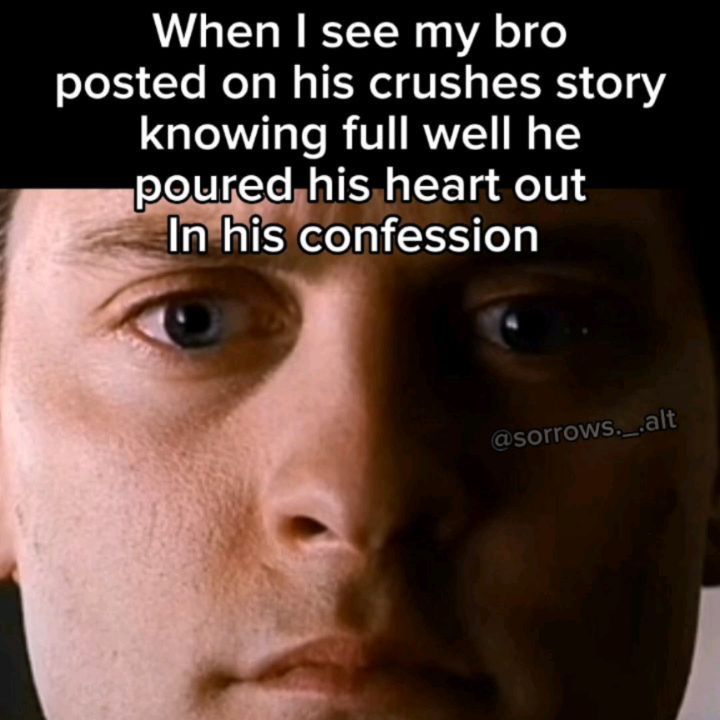 When I see my bro
posted on his crushes story
knowing full well he
poured his heart out
In his confession
@sorrows._.alt